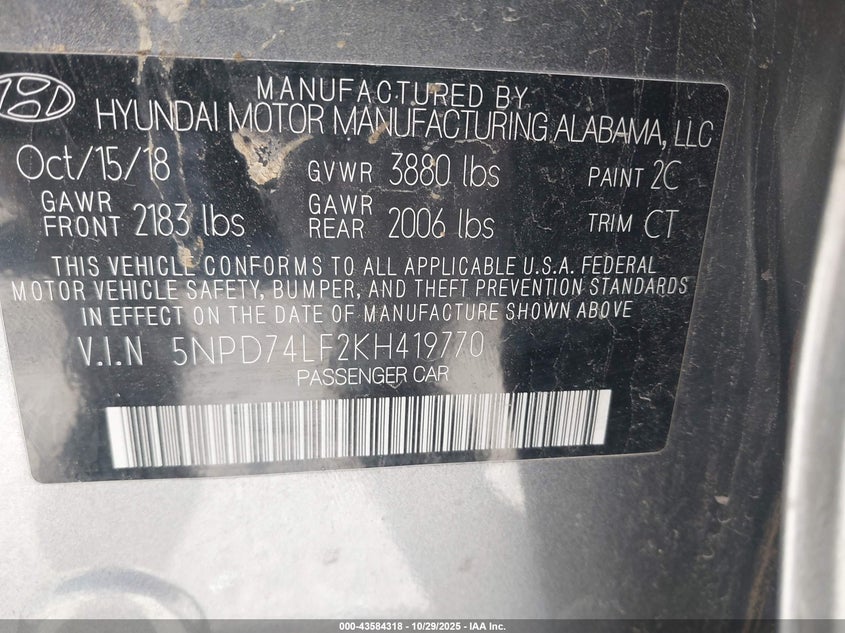 MANUFACTURED BY
HYUNDAI MOTOR MANUFACTURING ALABAMA, LLC
Oct/15/18 GVWR 3880 lbs PAINT 2C
GAWR FRONT 2183 lbs GAWR REAR 2006 lbs TRIM CT
THIS VEHICLE CONFORMS TO ALL APPLICABLE U.S.A. FEDERAL
MOTOR VEHICLE SAFETY, BUMPER, AND THEFT PREVENTION STANDARDS
IN EFFECT ON THE DATE OF MANUFACTURE SHOWN ABOVE
V.I.N 5NPD74LF2KH419770
PASSENGER CAR
000-43584318 - 10/29/2025 - IAA Inc.